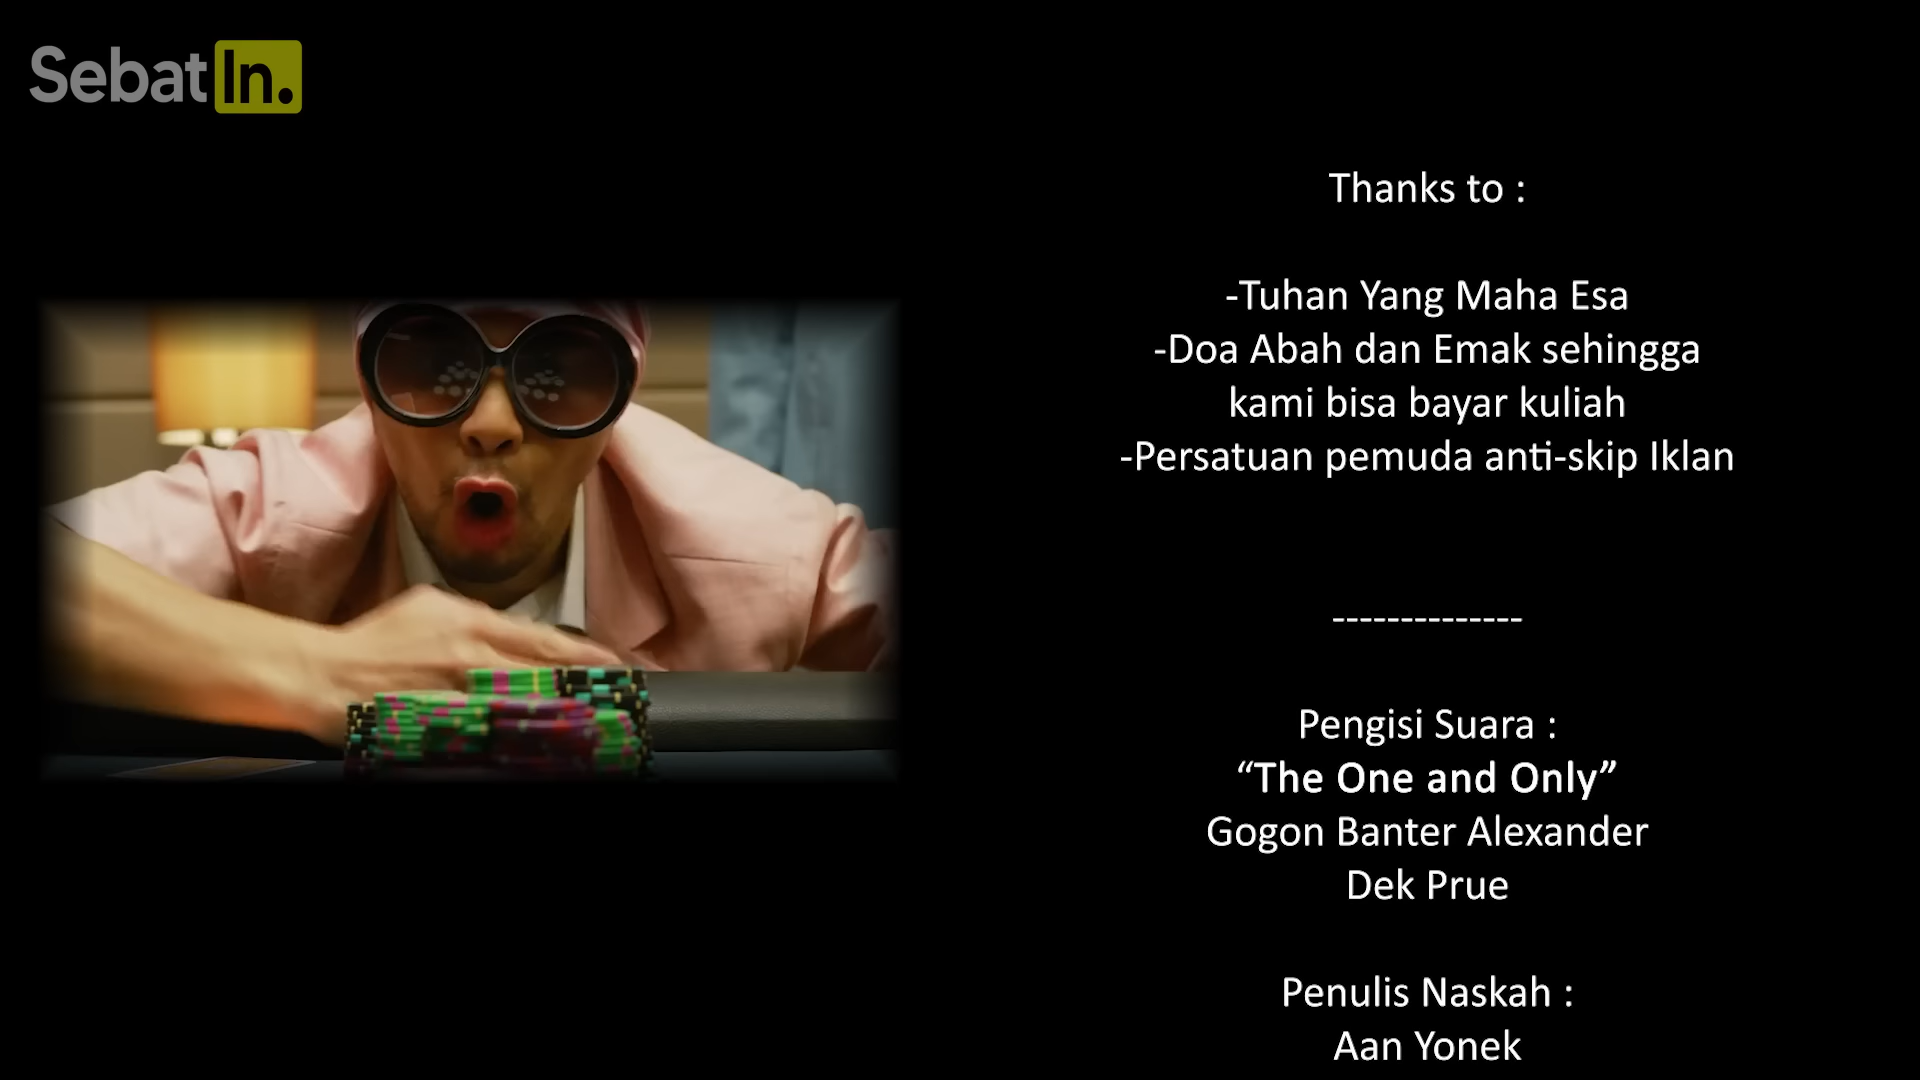 SebatIn.
Thanks to :
-Tuhan Yang Maha Esa
-Doa Abah dan Emak sehingga
kami bisa bayar kuliah
-Persatuan pemuda anti-skip Iklan
--------------
Pengisi Suara :
“The One and Only”
Gogon Banter Alexander
Dek Prue
Penulis Naskah :
Aan Yonek